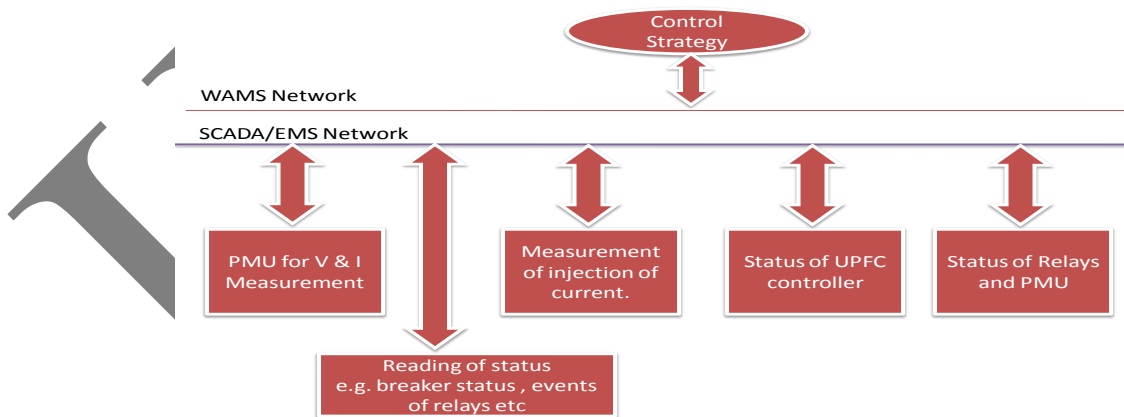 Control
Strategy
WAMS Network
SCADA/EMS Network
PMU for V & I
Measurement
Measurement
of injection of
current.
Status of UPFC
controller
Status of Relays
and PMU
Reading of status
e.g. breaker status , events
of relays etc